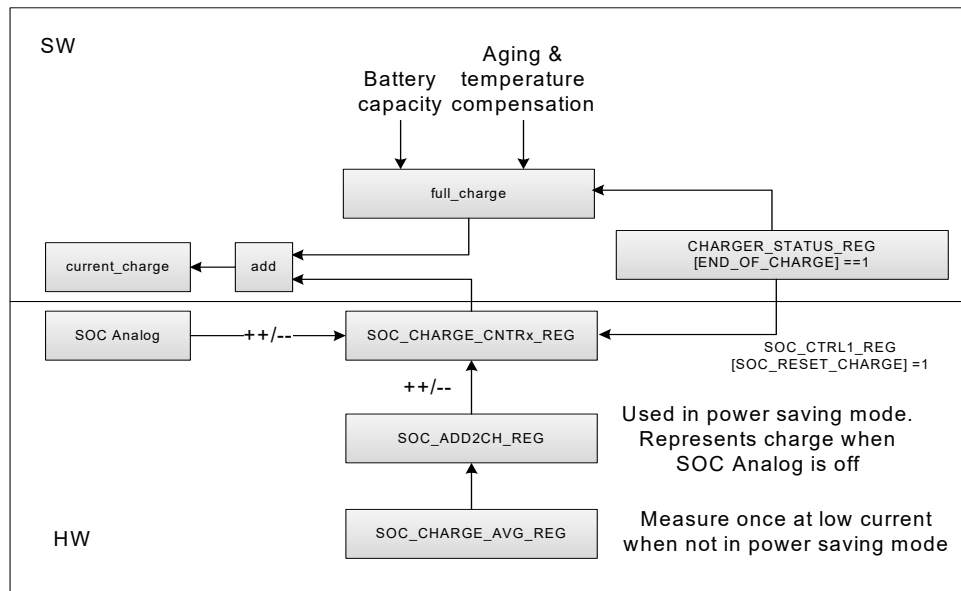 SW
Aging &
temperature
compensation
Battery
capacity
full_charge
CHARGER_STATUS_REG
[END_OF_CHARGE] ==1
current_charge
add
SOC Analog
++/--
SOC_CHARGE_CNTRx_REG
SOC_CTRL1_REG
[SOC_RESET_CHARGE] =1
++/--
SOC_ADD2CH_REG
Used in power saving mode.
Represents charge when
SOC Analog is off
SOC_CHARGE_AVG_REG
Measure once at low current
when not in power saving mode
HW